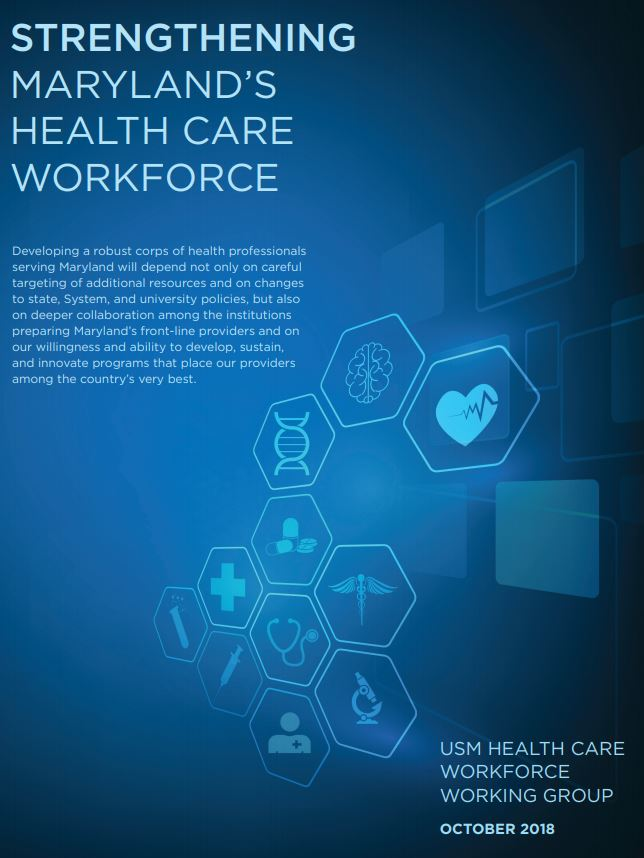 STRENGTHENING
MARYLAND'S
HEALTH CARE
WORKFORCE
Developing a robust corps of health professionals
serving Maryland will depend not only on careful
targeting of additional resources and on changes
to state, System, and university policies, but also
on deeper collaboration among the institutions
preparing Maryland's front-line providers and on
our willingness and ability to develop, sustain,
and innovate programs that place our providers
among the country's very best.
USM HEALTH CARE
WORKFORCE
WORKING GROUP
OCTOBER 2018